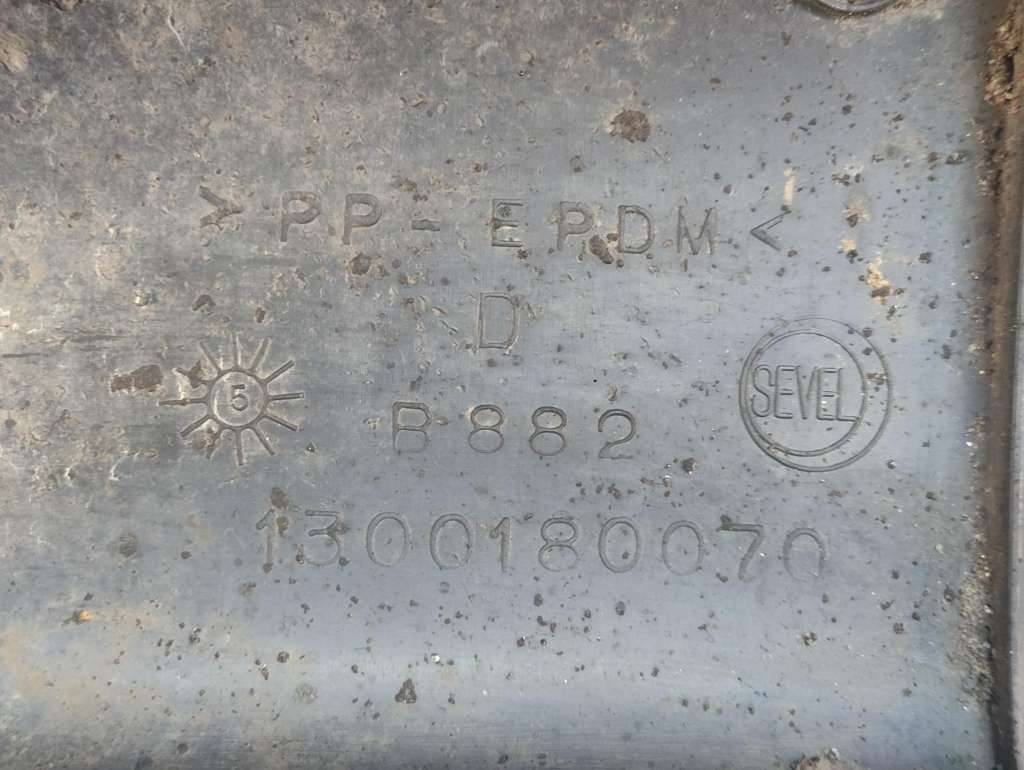 >PP-EPDM<
D
5
B882
SEVEL
1300180070